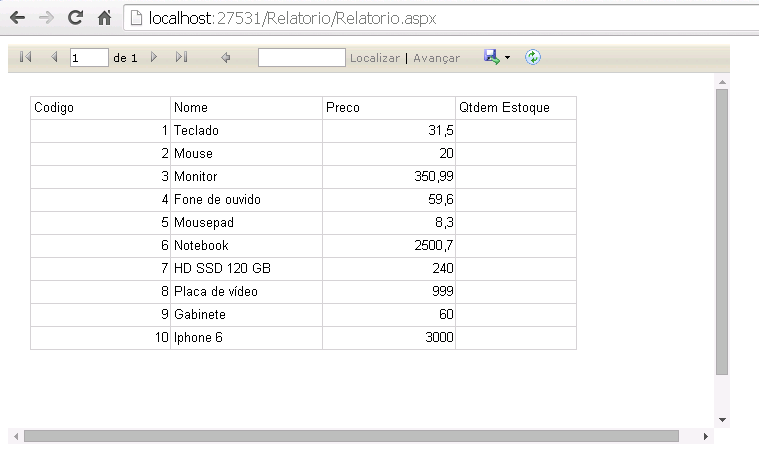 localhost:27531/Relatorio/Relatorio.aspx
1 de 1 Localizar | Avançar
Codigo Nome Preco Qtdem Estoque
1 Teclado 31,5
2 Mouse 20
3 Monitor 350,99
4 Fone de ouvido 59,6
5 Mousepad 8,3
6 Notebook 2500,7
7 HD SSD 120 GB 240
8 Placa de vídeo 999
9 Gabinete 60
10 Iphone 6 3000